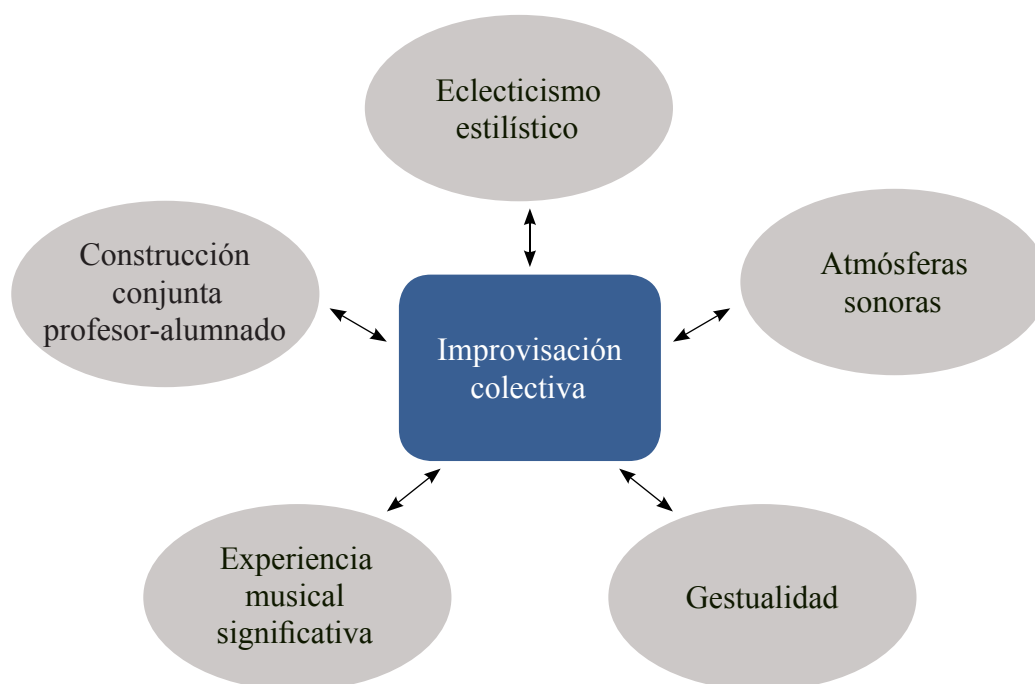 Eclecticismo
estilístico
Construcción
conjunta
profesor-alumnado
Atmósferas
sonoras
Improvisación
colectiva
Experiencia
musical
significativa
Gestualidad